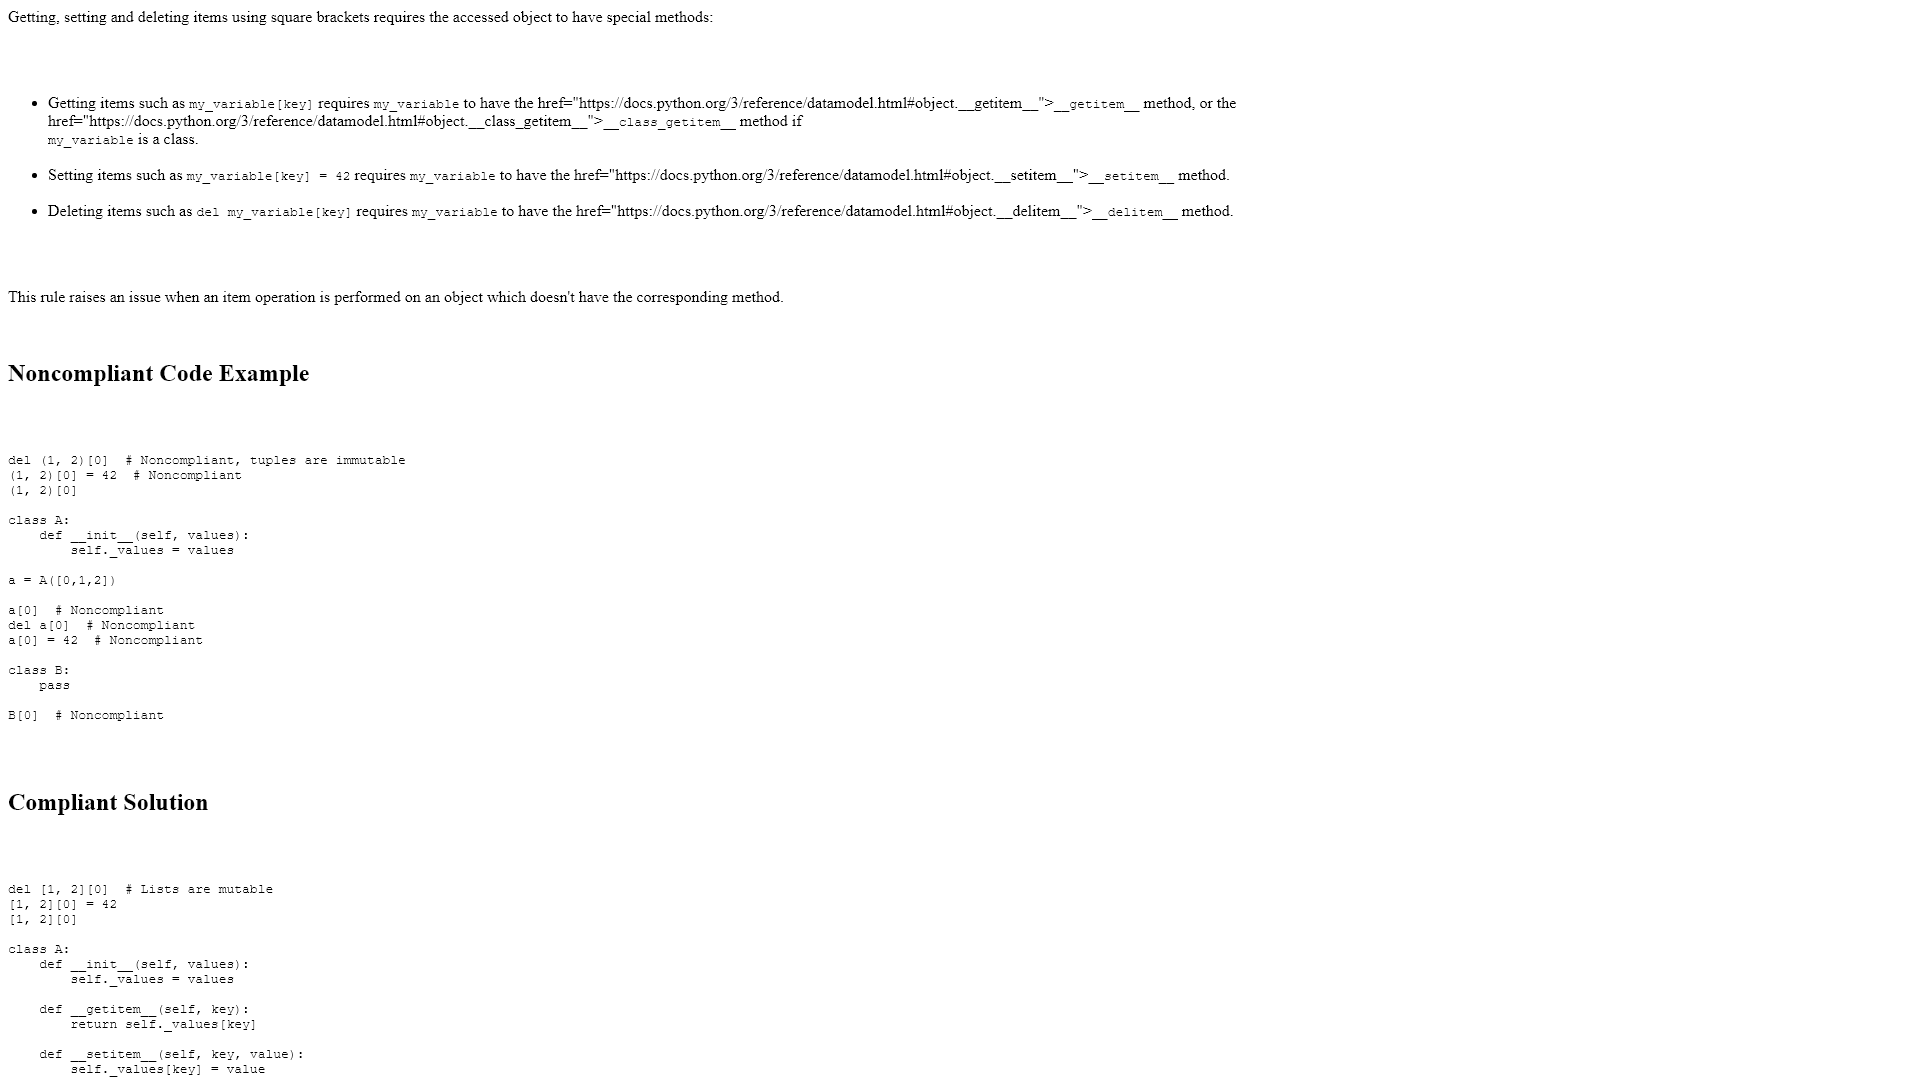 Getting, setting and deleting items using square brackets requires the accessed object to have special methods:
• Getting items such as my_variable[key] requires my_variable to have the href="https://docs.python.org/3/reference/datamodel.html#object.__getitem__">__getitem__ method, or the
href="https://docs.python.org/3/reference/datamodel.html#object.__class_getitem__">__class_getitem__ method if
my_variable is a class.
• Setting items such as my_variable[key] = 42 requires my_variable to have the href="https://docs.python.org/3/reference/datamodel.html#object.__setitem__">__setitem__ method.
• Deleting items such as del my_variable[key] requires my_variable to have the href="https://docs.python.org/3/reference/datamodel.html#object.__delitem__">__delitem__ method.
This rule raises an issue when an item operation is performed on an object which doesn't have the corresponding method.
Noncompliant Code Example
del (1, 2)[0]  # Noncompliant, tuples are immutable
(1, 2)[0] = 42  # Noncompliant
(1, 2)[0]
class A:
    def __init__(self, values):
        self._values = values
a = A([0,1,2])
a[0]  # Noncompliant
del a[0]  # Noncompliant
a[0] = 42  # Noncompliant
class B:
    pass
B[0]  # Noncompliant
Compliant Solution
del [1, 2][0]  # Lists are mutable
[1, 2][0] = 42
[1, 2][0]
class A:
    def __init__(self, values):
        self._values = values
    def __getitem__(self, key):
        return self._values[key]
    def __setitem__(self, key, value):
        self._values[key] = value